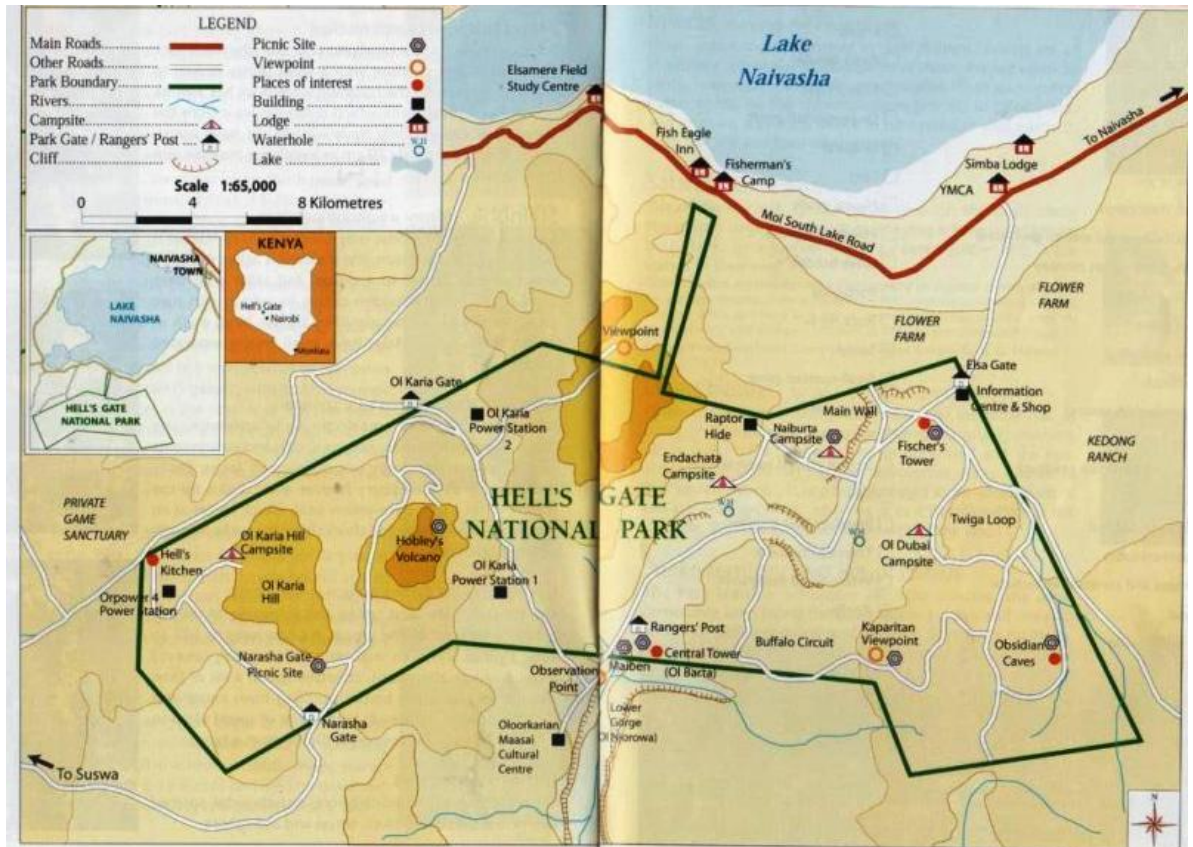 LEGEND
Main Roads
Other Roads
Park Boundary
Rivers
Campsite
Park Gate / Rangers' Post
Cliff
Picnic Site
Viewpoint
Places of interest
Building
Lodge
Waterhole
W.H
Lake
Scale 1:65,000
0 4 8 Kilometres
NAIVASHA
TOWN
LAKE
NAIVASHA
HELL'S GATE
NATIONAL PARK
KENYA
Hell's Gate
Nairobi
Lake
Naivasha
Elsamere Field
Study Centre
To Naivasha
Fish Eagle
Inn
Fisherman's
Camp
Simba Lodge
YMCA
Moi South Lake Road
FLOWER
FARM
FLOWER
FARM
Viewpoint
Elsa Gate
Information
Centre & Shop
Ol Karia Gate
Ol Karia
Power Station
2
Raptor
Hide
Main Wall
Naiburta
Campsite
Fischer's
Tower
KEDONG
RANCH
Endachata
Campsite
W.H
HELL'S GATE
NATIONAL PARK
PRIVATE
GAME
SANCTUARY
Twiga Loop
W.H
Ol Dubai
Campsite
Hell's
Kitchen
Ol Karia Hill
Campsite
Hobley's
Volcano
Ol Karia
Power Station 1
Ol Karia
Hill
Orpower 4
Power Station
Rangers' Post
Central Tower
(Ol Barta)
Buffalo Circuit
Kaparitan
Viewpoint
Obsidian
Caves
Narasha Gate
Picnic Site
Observation
Point
Narasha
Gate
Oloorkarian
Maasai
Cultural
Centre
Lower
Gorge
To Suswa
N